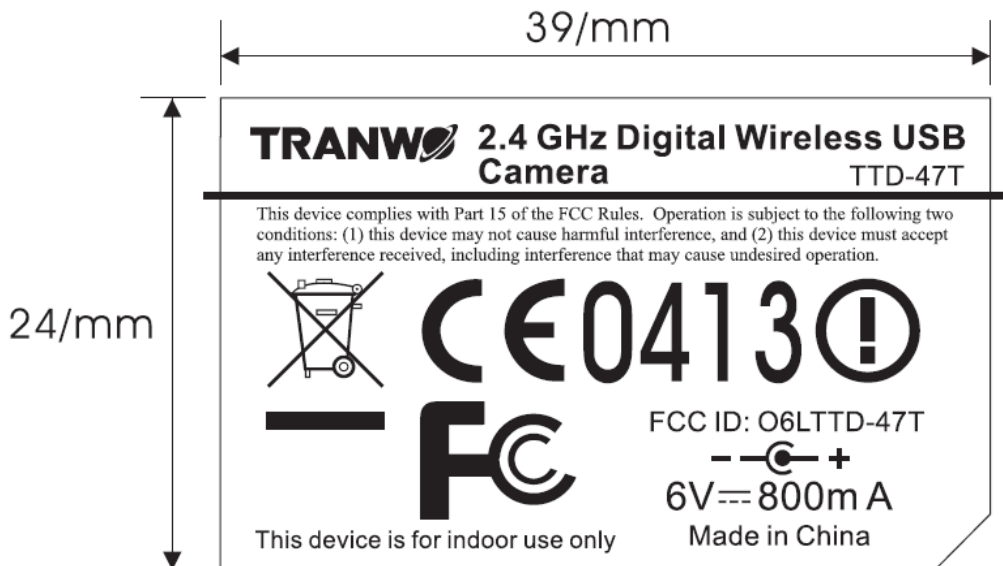 39/mm
24/mm
TRANWO 2.4 GHz Digital Wireless USB
Camera TTD-47T
This device complies with Part 15 of the FCC Rules. Operation is subject to the following two
conditions: (1) this device may not cause harmful interference, and (2) this device must accept
any interference received, including interference that may cause undesired operation.
CE0413
FC
FCC ID: O6LTTD-47T
- +
6V⎓800mA
Made in China
This device is for indoor use only